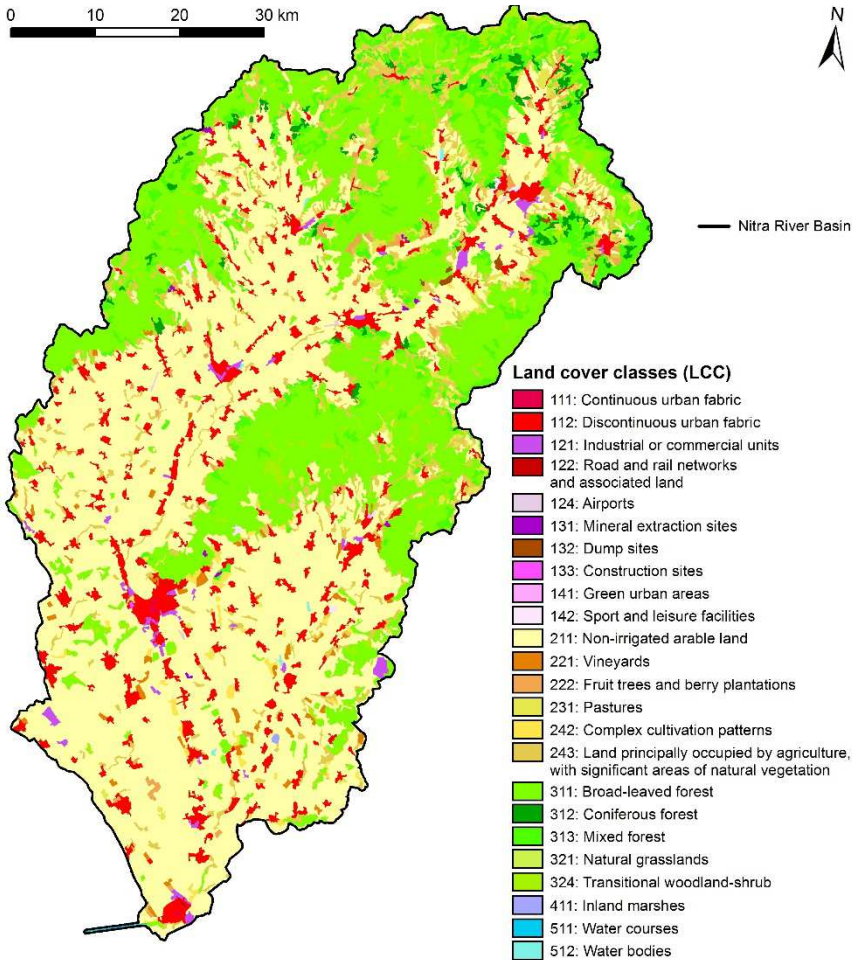 0 10 20 30 km
N
Nitra River Basin
Land cover classes (LCC)
111: Continuous urban fabric
112: Discontinuous urban fabric
121: Industrial or commercial units
122: Road and rail networks
and associated land
124: Airports
131: Mineral extraction sites
132: Dump sites
133: Construction sites
141: Green urban areas
142: Sport and leisure facilities
211: Non-irrigated arable land
221: Vineyards
222: Fruit trees and berry plantations
231: Pastures
242: Complex cultivation patterns
243: Land principally occupied by agriculture,
with significant areas of natural vegetation
311: Broad-leaved forest
312: Coniferous forest
313: Mixed forest
321: Natural grasslands
324: Transitional woodland-shrub
411: Inland marshes
511: Water courses
512: Water bodies